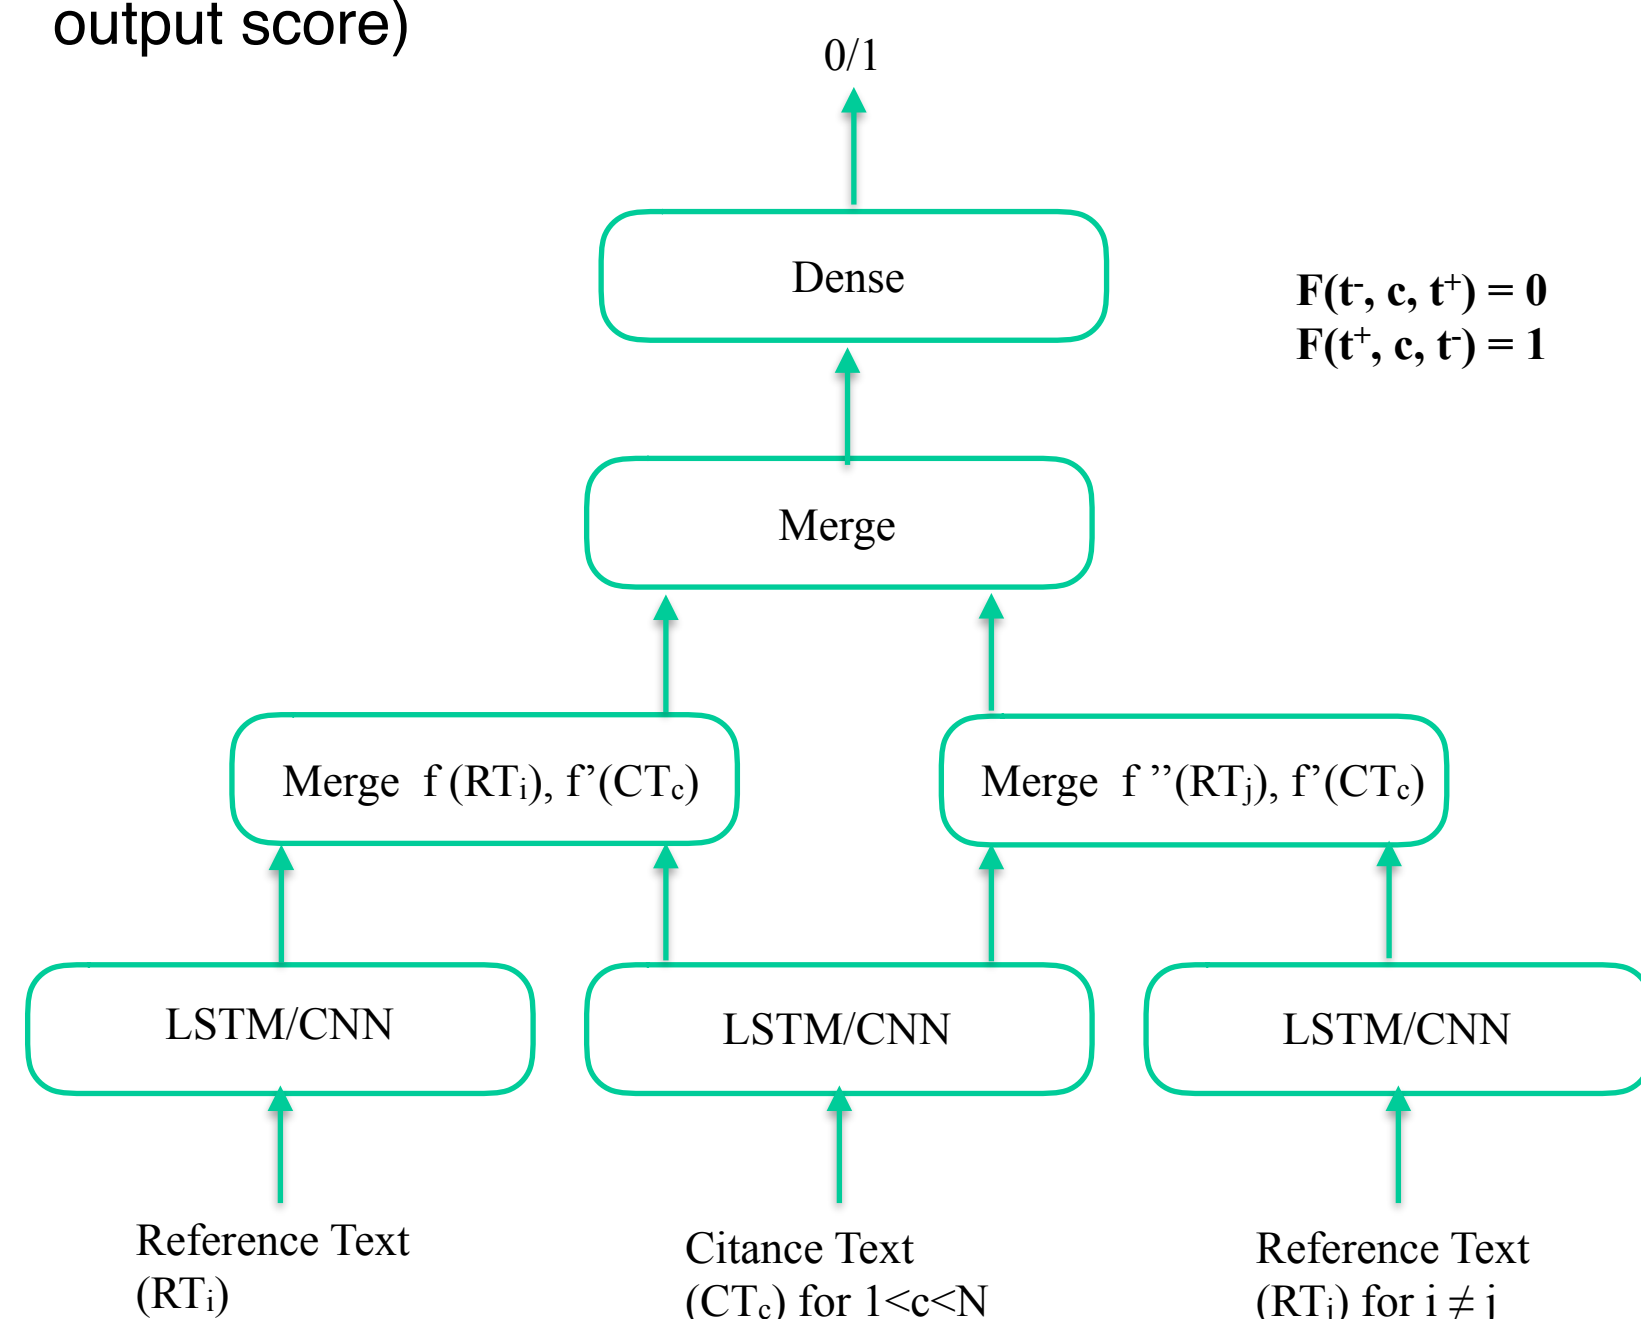 output score)
0/1
Dense
F(t-, c, t+) = 0
F(t+, c, t-) = 1
Merge
Merge f (RTi), f’(CTc)
Merge f ’’(RTj), f’(CTc)
LSTM/CNN
LSTM/CNN
LSTM/CNN
Reference Text
(RTi)
Citance Text
(CTc) for 1<c<N
Reference Text
(RTj) for i ≠ j